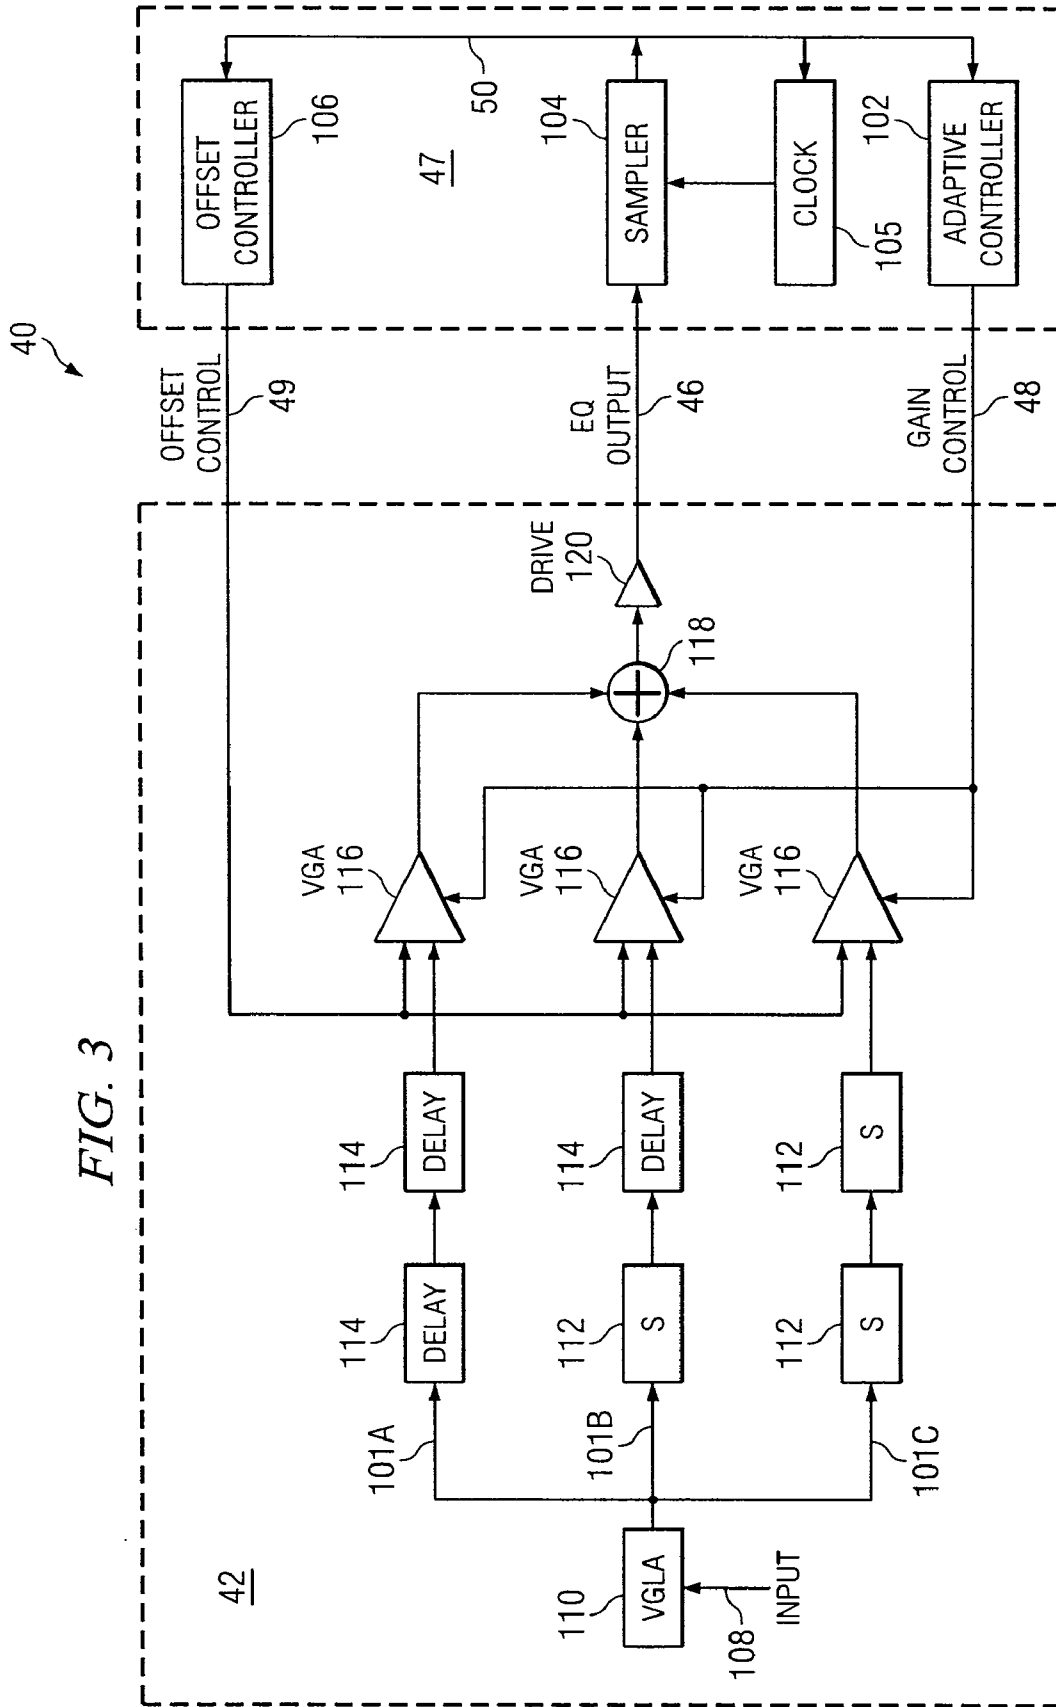 FIG. 3
40
42
INPUT
108
VGLA
110
101A
101B
101C
DELAY
114
DELAY
114
S
112
DELAY
114
S
112
S
112
VGA
116
VGA
116
VGA
116
118
DRIVE
120
OFFSET
CONTROL
49
EQ
OUTPUT
46
GAIN
CONTROL
48
47
OFFSET
CONTROLLER
106
50
SAMPLER
104
CLOCK
105
ADAPTIVE
CONTROLLER
102